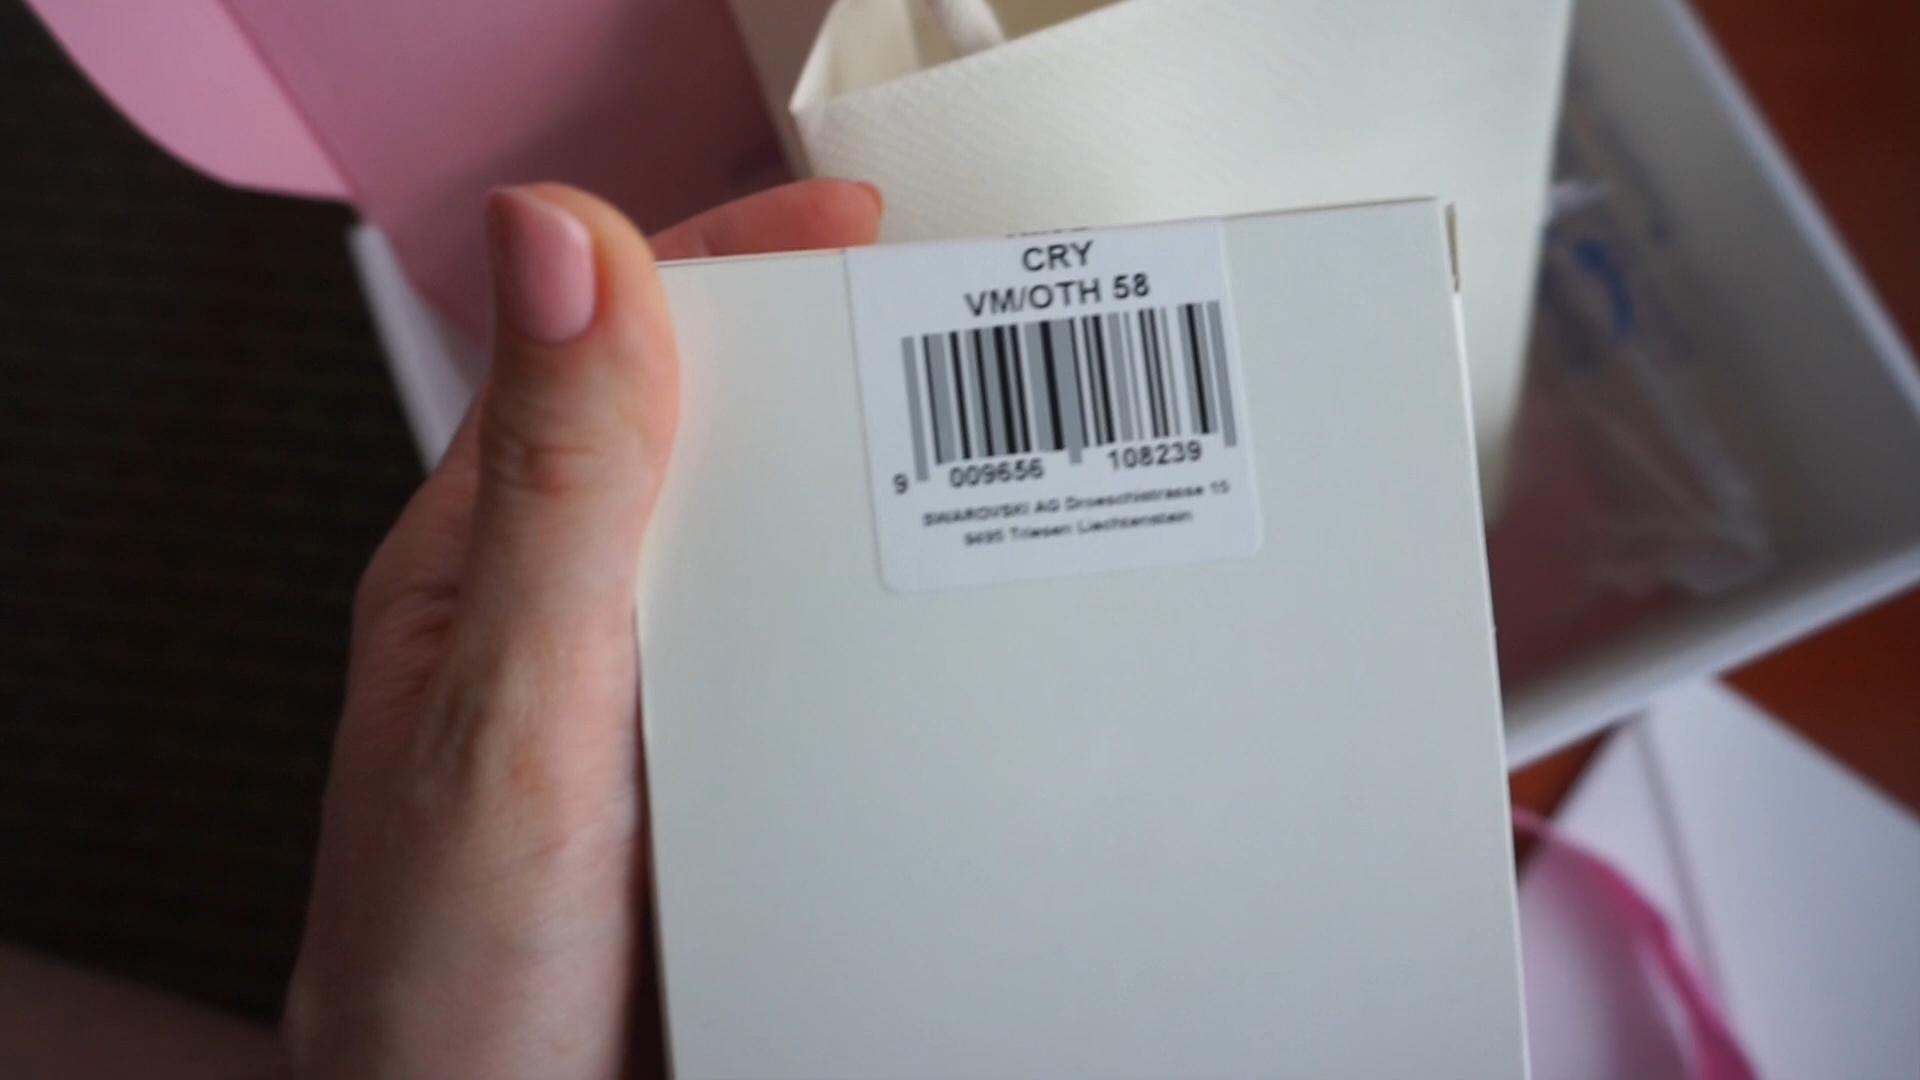 CRY
VM/OTH 58
9 009656 108239
SWAROVSKI AG Droeschistrasse 15
9495 Triesen Liechtenstein